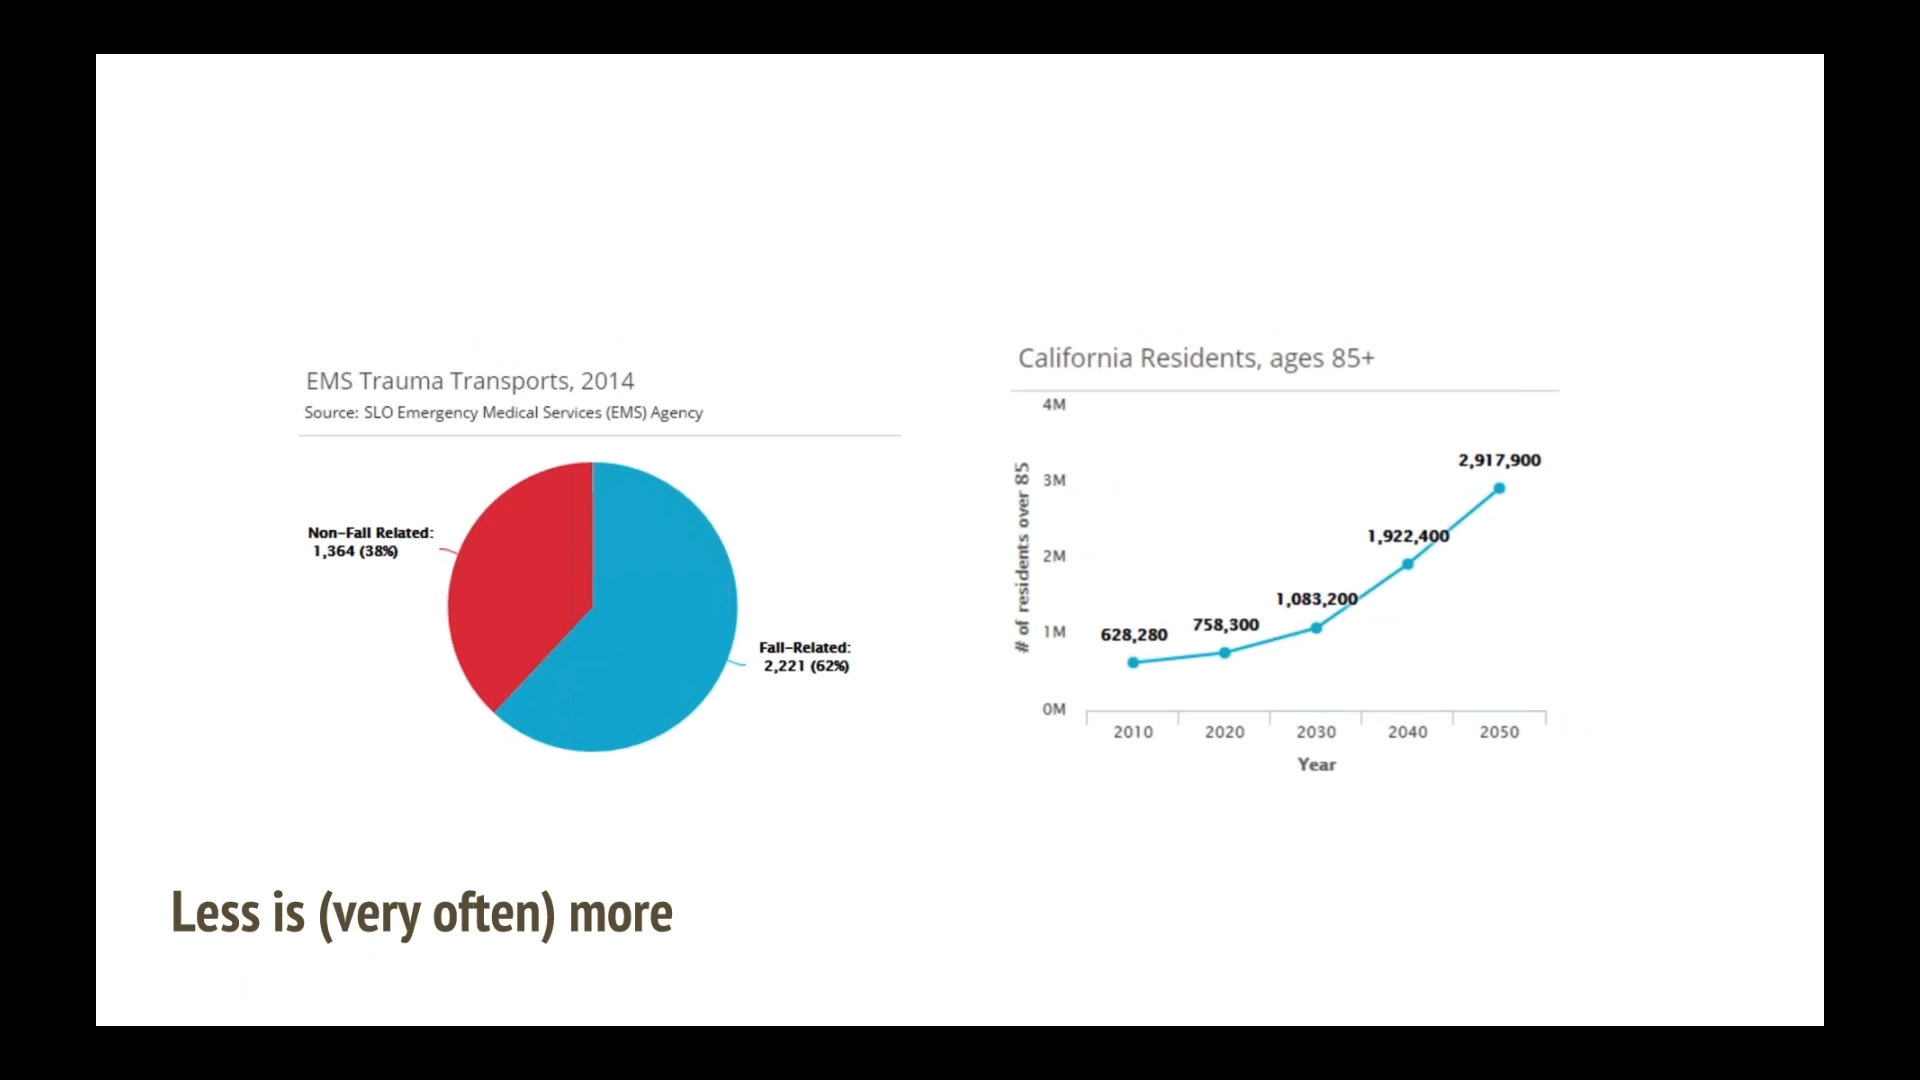 EMS Trauma Transports, 2014
Source: SLO Emergency Medical Services (EMS) Agency
Non-Fall Related:
1,364 (38%)
Fall-Related:
2,221 (62%)
California Residents, ages 85+
4M
3M
2M
1M
0M
# of residents over 85
628,280
758,300
1,083,200
1,922,400
2,917,900
2010 2020 2030 2040 2050
Year
Less is (very often) more